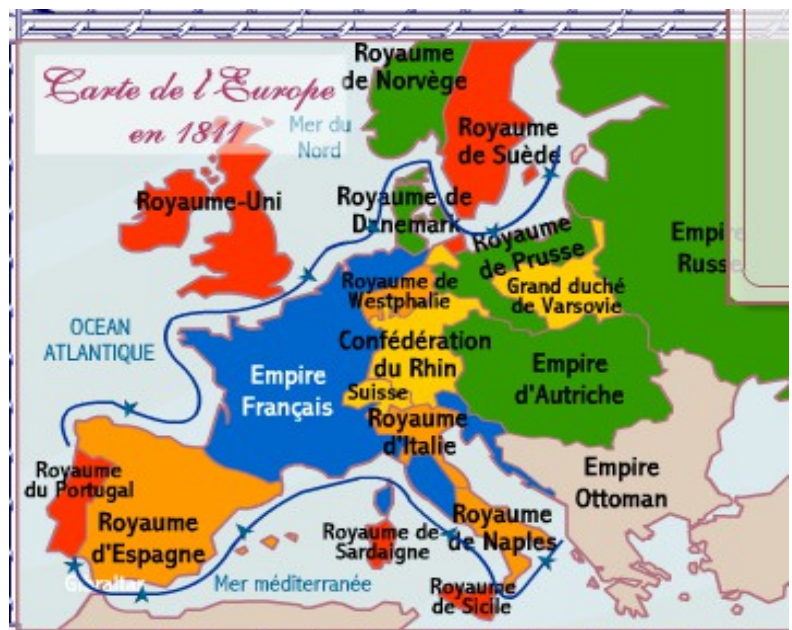 Carte de l'Europe
en 1811
Royaume
de Norvège
Mer du
Nord
Royaume
de Suède
Royaume-Uni
Royaume de
Danemark
Royaume
de Prusse
Empire
Russe
Royaume de
Westphalie
Grand duché
de Varsovie
OCEAN
ATLANTIQUE
Confédération
du Rhin
Empire
Français
Suisse
Empire
d'Autriche
Royaume
d'Italie
Royaume
du Portugal
Empire
Ottoman
Royaume
d'Espagne
Royaume de
Sardaigne
Royaume
de Naples
Gibraltar
Mer méditerranée
Royaume
de Sicile